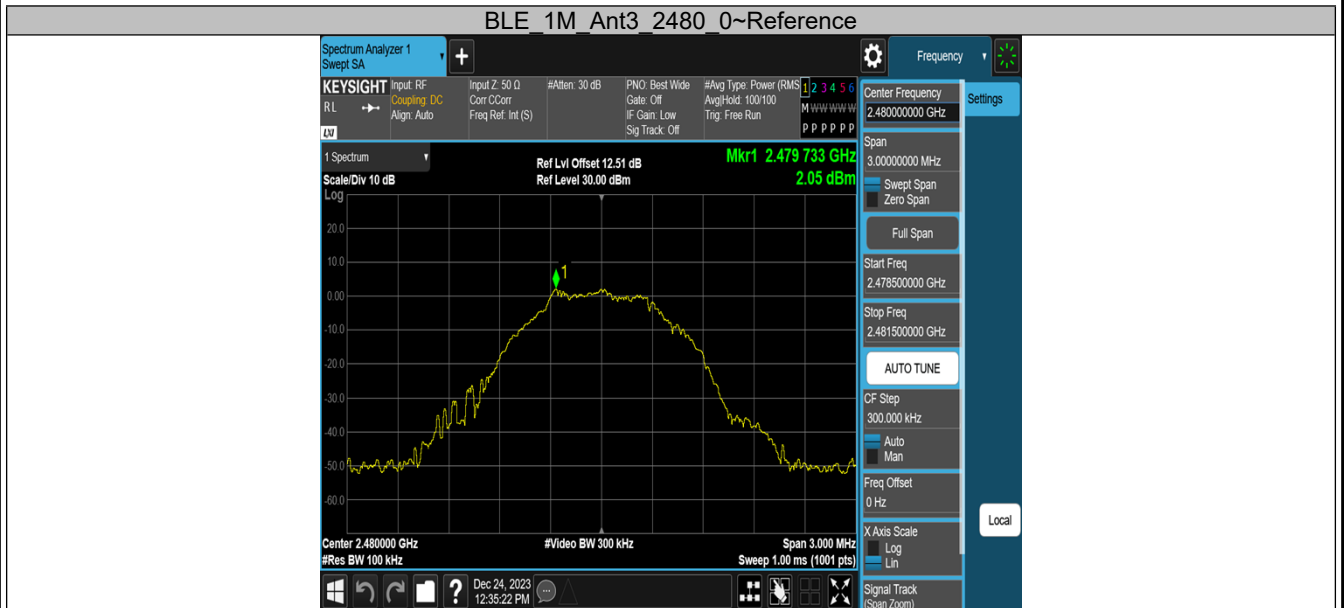 BLE_1M_Ant3_2480_0~Reference
Spectrum Analyzer 1
Swept SA
+
Frequency
KEYSIGHT
RL
LXI
Input: RF
Coupling: DC
Align: Auto
Input Z: 50 Ω
Corr CCorr
Freq Ref: Int (S)
#Atten: 30 dB
PNO: Best Wide
Gate: Off
IF Gain: Low
Sig Track: Off
#Avg Type: Power (RMS
Avg|Hold: 100/100
Trig: Free Run
1 2 3 4 5 6
M W W W W W
P P P P P P
Center Frequency
2.480000000 GHz
Settings
1 Spectrum
Scale/Div 10 dB
Log
Ref Lvl Offset 12.51 dB
Ref Level 30.00 dBm
Mkr1 2.479 733 GHz
2.05 dBm
20.0
10.0
0.00
-10.0
-20.0
-30.0
-40.0
-50.0
-60.0
1
Center 2.480000 GHz
#Res BW 100 kHz
#Video BW 300 kHz
Span 3.000 MHz
Sweep 1.00 ms (1001 pts)
Span
3.00000000 MHz
Swept Span
Zero Span
Full Span
Start Freq
2.478500000 GHz
Stop Freq
2.481500000 GHz
AUTO TUNE
CF Step
300.000 kHz
Auto
Man
Freq Offset
0 Hz
X Axis Scale
Log
Lin
Signal Track
(Span Zoom)
Local
?
Dec 24, 2023
12:35:22 PM